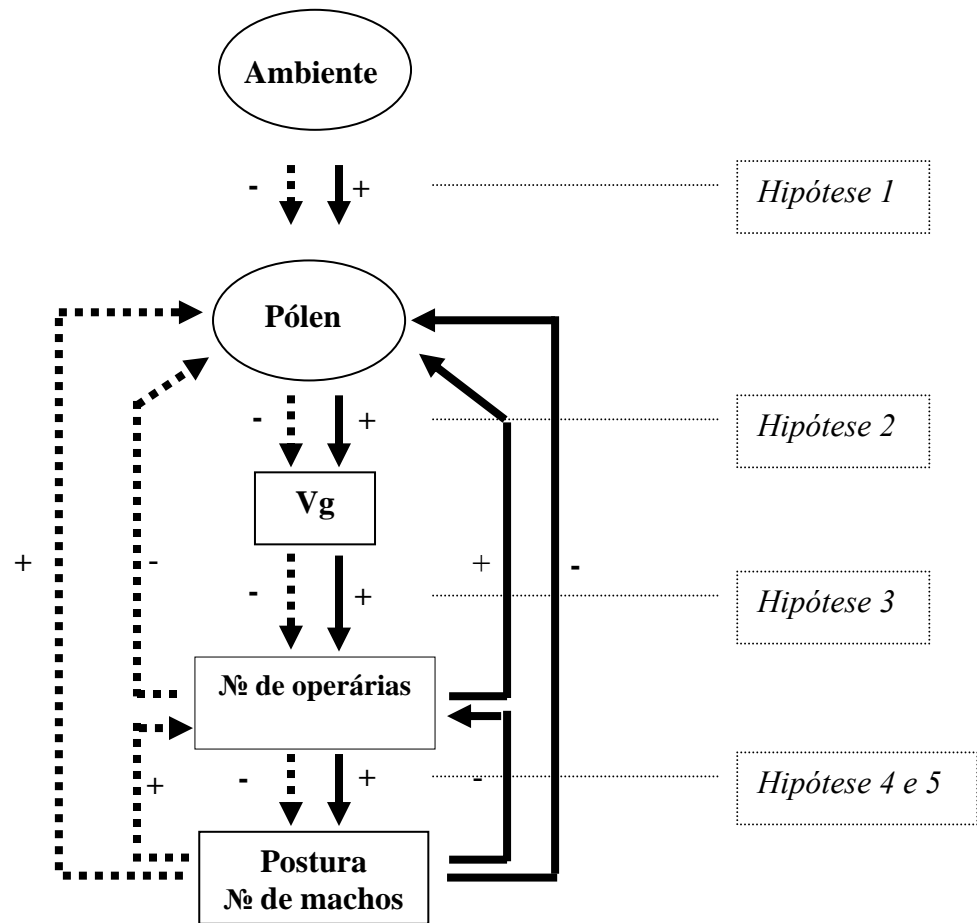 Ambiente
- +
Hipótese 1
Pólen
- +
Hipótese 2
Vg
+ - + -
- +
Hipótese 3
№ de operárias
+ - + -
Hipótese 4 e 5
Postura
№ de machos